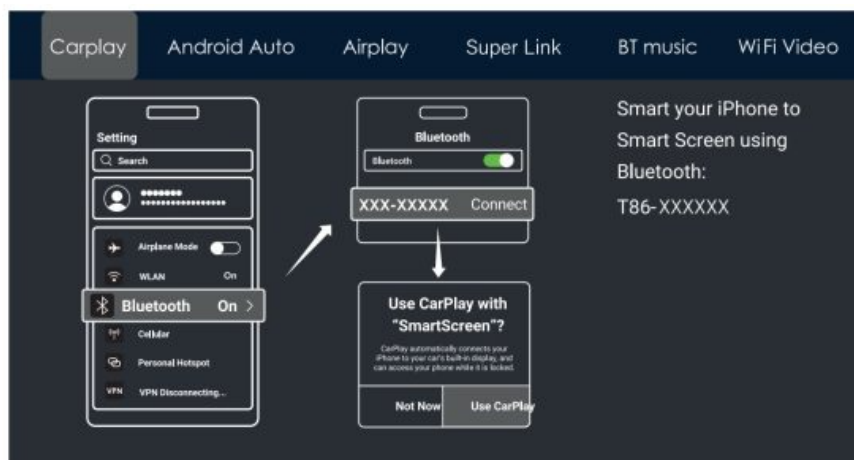 Carplay Android Auto Airplay Super Link BT music WiFi Video
Setting
Search
Airplane Mode
WLAN On
Bluetooth On >
Cellular
Personal Hotspot
VPN VPN Disconnecting...
Bluetooth
Bluetooth
XXX-XXXXX Connect
Use CarPlay with
“SmartScreen”?
CarPlay automatically connects your
iPhone to your car's built-in display, and
can access your phone while it is locked.
Not Now Use CarPlay
Smart your iPhone to
Smart Screen using
Bluetooth:
T86-XXXXXX